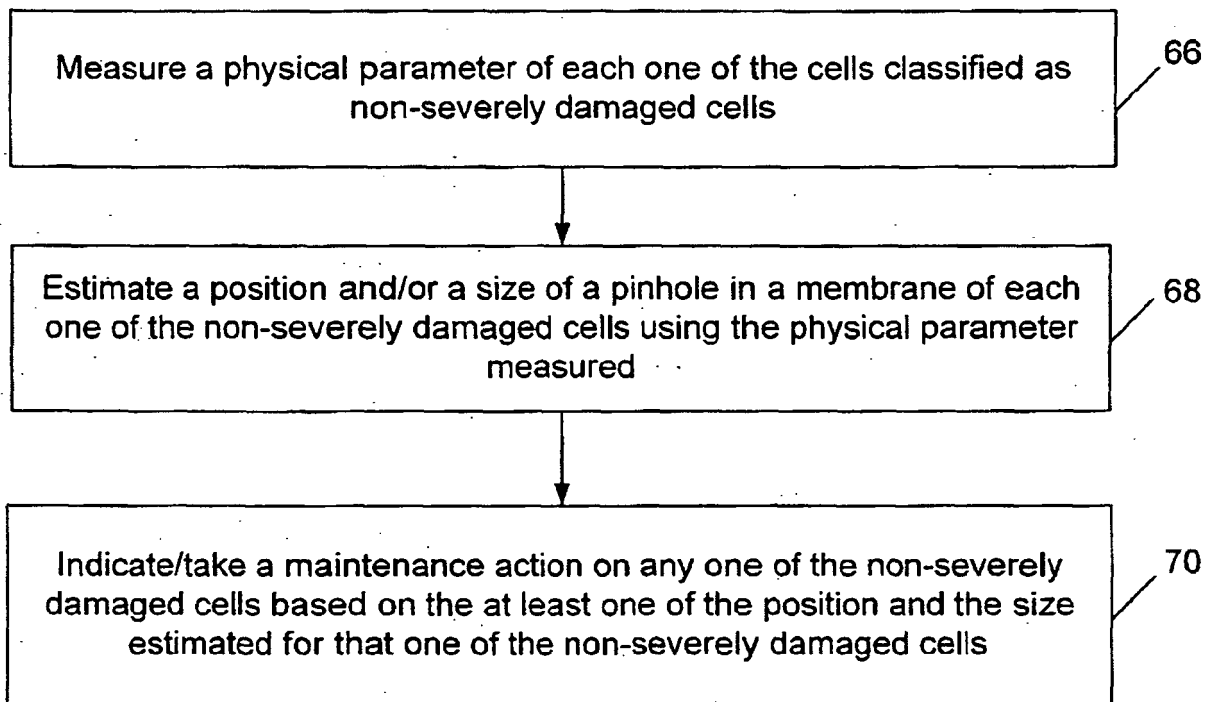 Measure a physical parameter of each one of the cells classified as
non-severely damaged cells
66
Estimate a position and/or a size of a pinhole in a membrane of each
one of the non-severely damaged cells using the physical parameter
measured
68
Indicate/take a maintenance action on any one of the non-severely
damaged cells based on the at least one of the position and the size
estimated for that one of the non-severely damaged cells
70